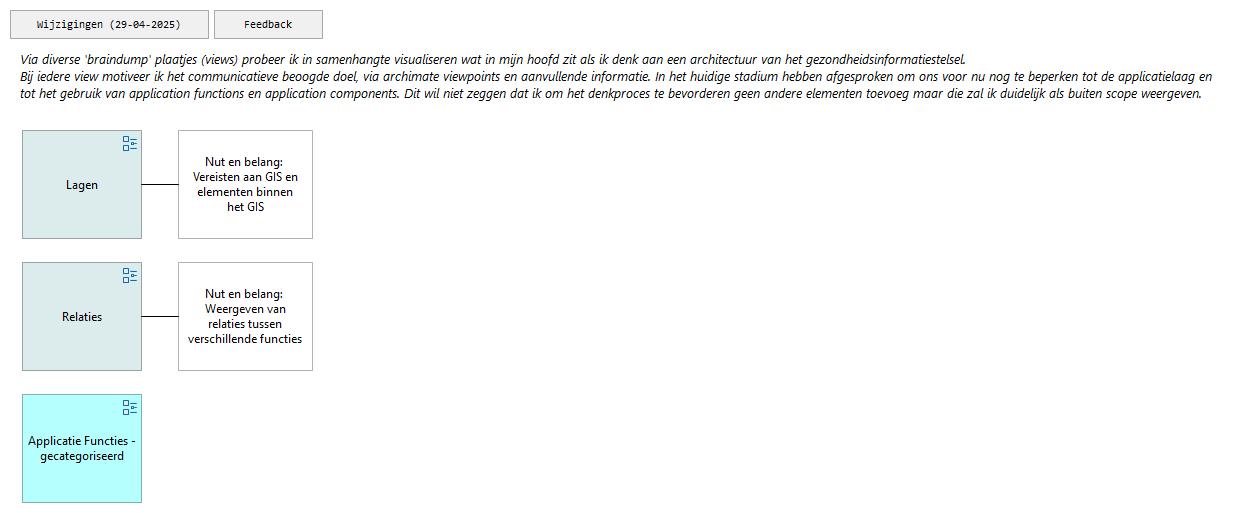 Wijzigingen (29-04-2025)
Feedback
Via diverse 'braindump' plaatjes (views) probeer ik in samenhangte visualiseren wat in mijn hoofd zit als ik denk aan een architectuur van het gezondheidsinformatiestelsel.
Bij iedere view motiveer ik het communicatieve beoogde doel, via archimate viewpoints en aanvullende informatie. In het huidige stadium hebben afgesproken om ons voor nu nog te beperken tot de applicatielaag en
tot het gebruik van application functions en application components. Dit wil niet zeggen dat ik om het denkproces te bevorderen geen andere elementen toevoeg maar die zal ik duidelijk als buiten scope weergeven.
Lagen
Nut en belang:
Vereisten aan GIS en
elementen binnen
het GIS
Relaties
Nut en belang:
Weergeven van
relaties tussen
verschillende functies
Applicatie Functies -
gecategoriseerd